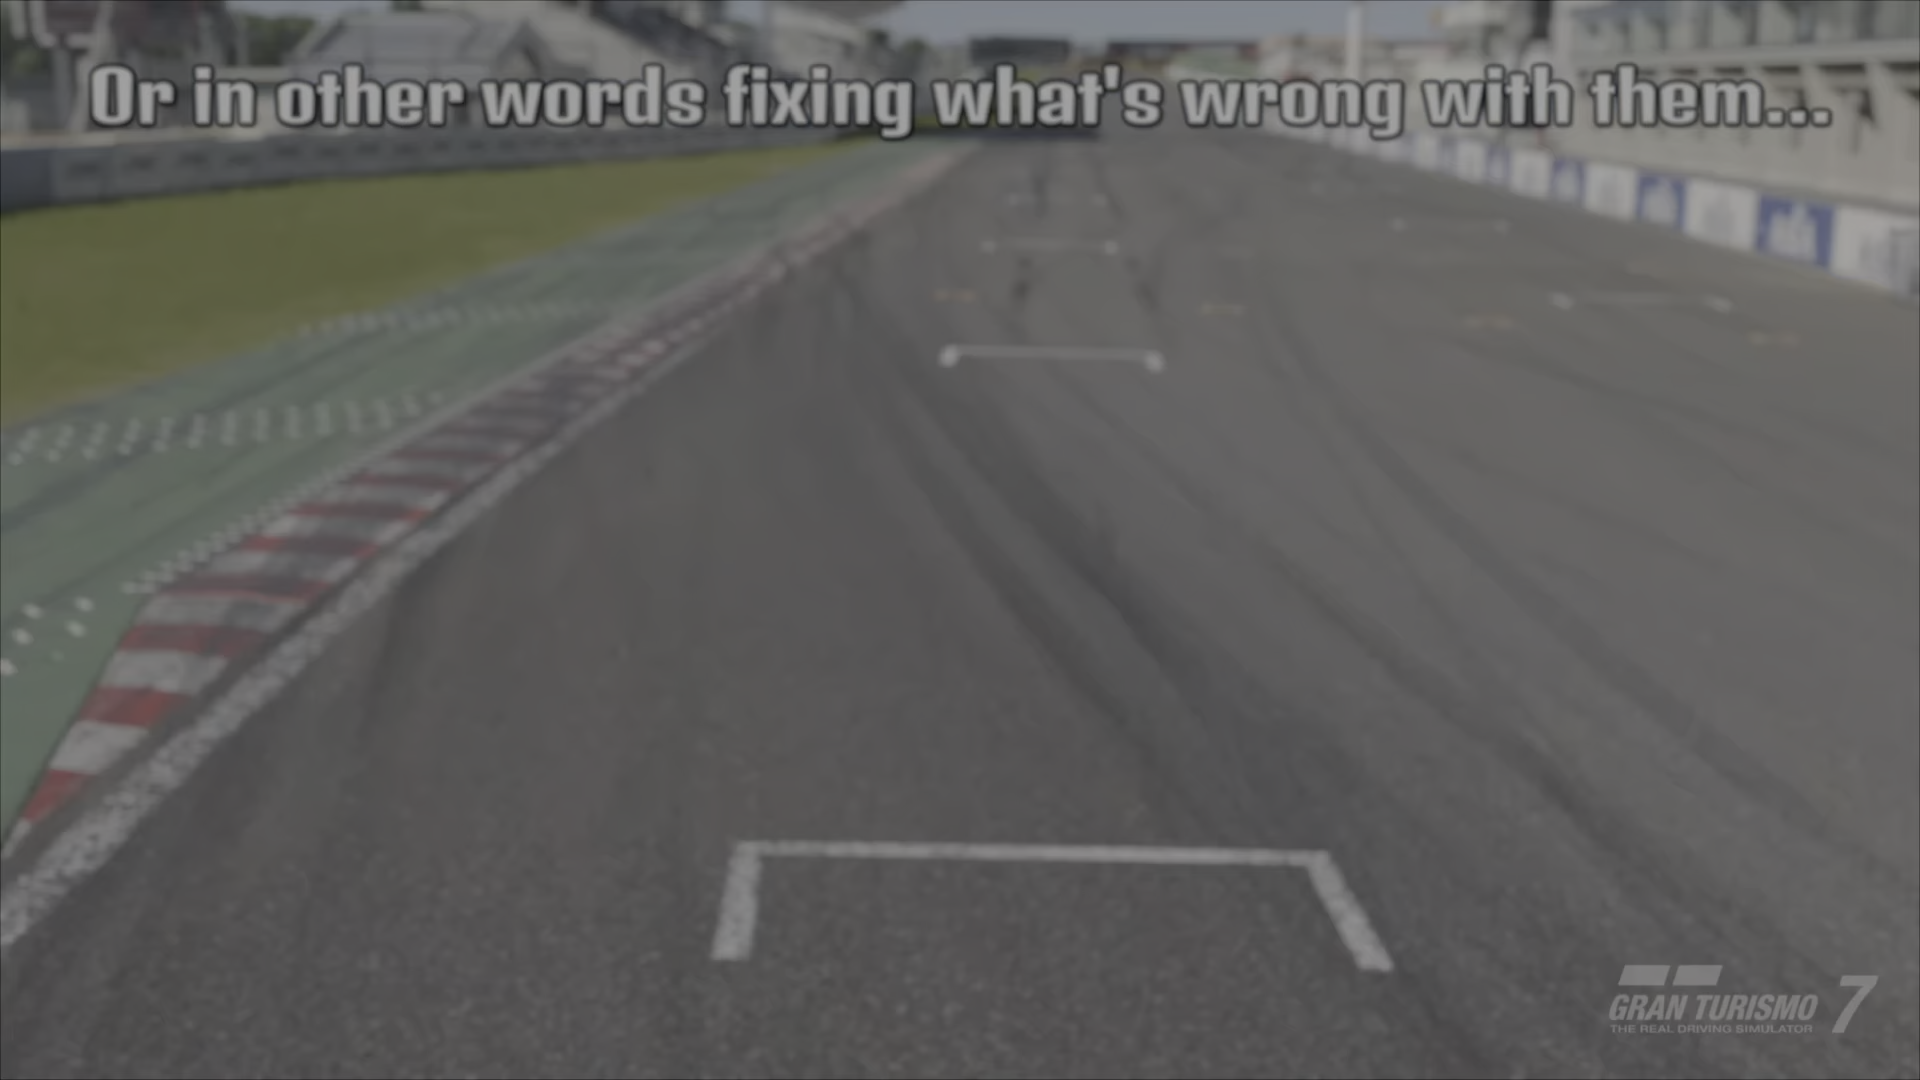 Or in other words fixing what's wrong with them...
GRAN TURISMO 7
THE REAL DRIVING SIMULATOR